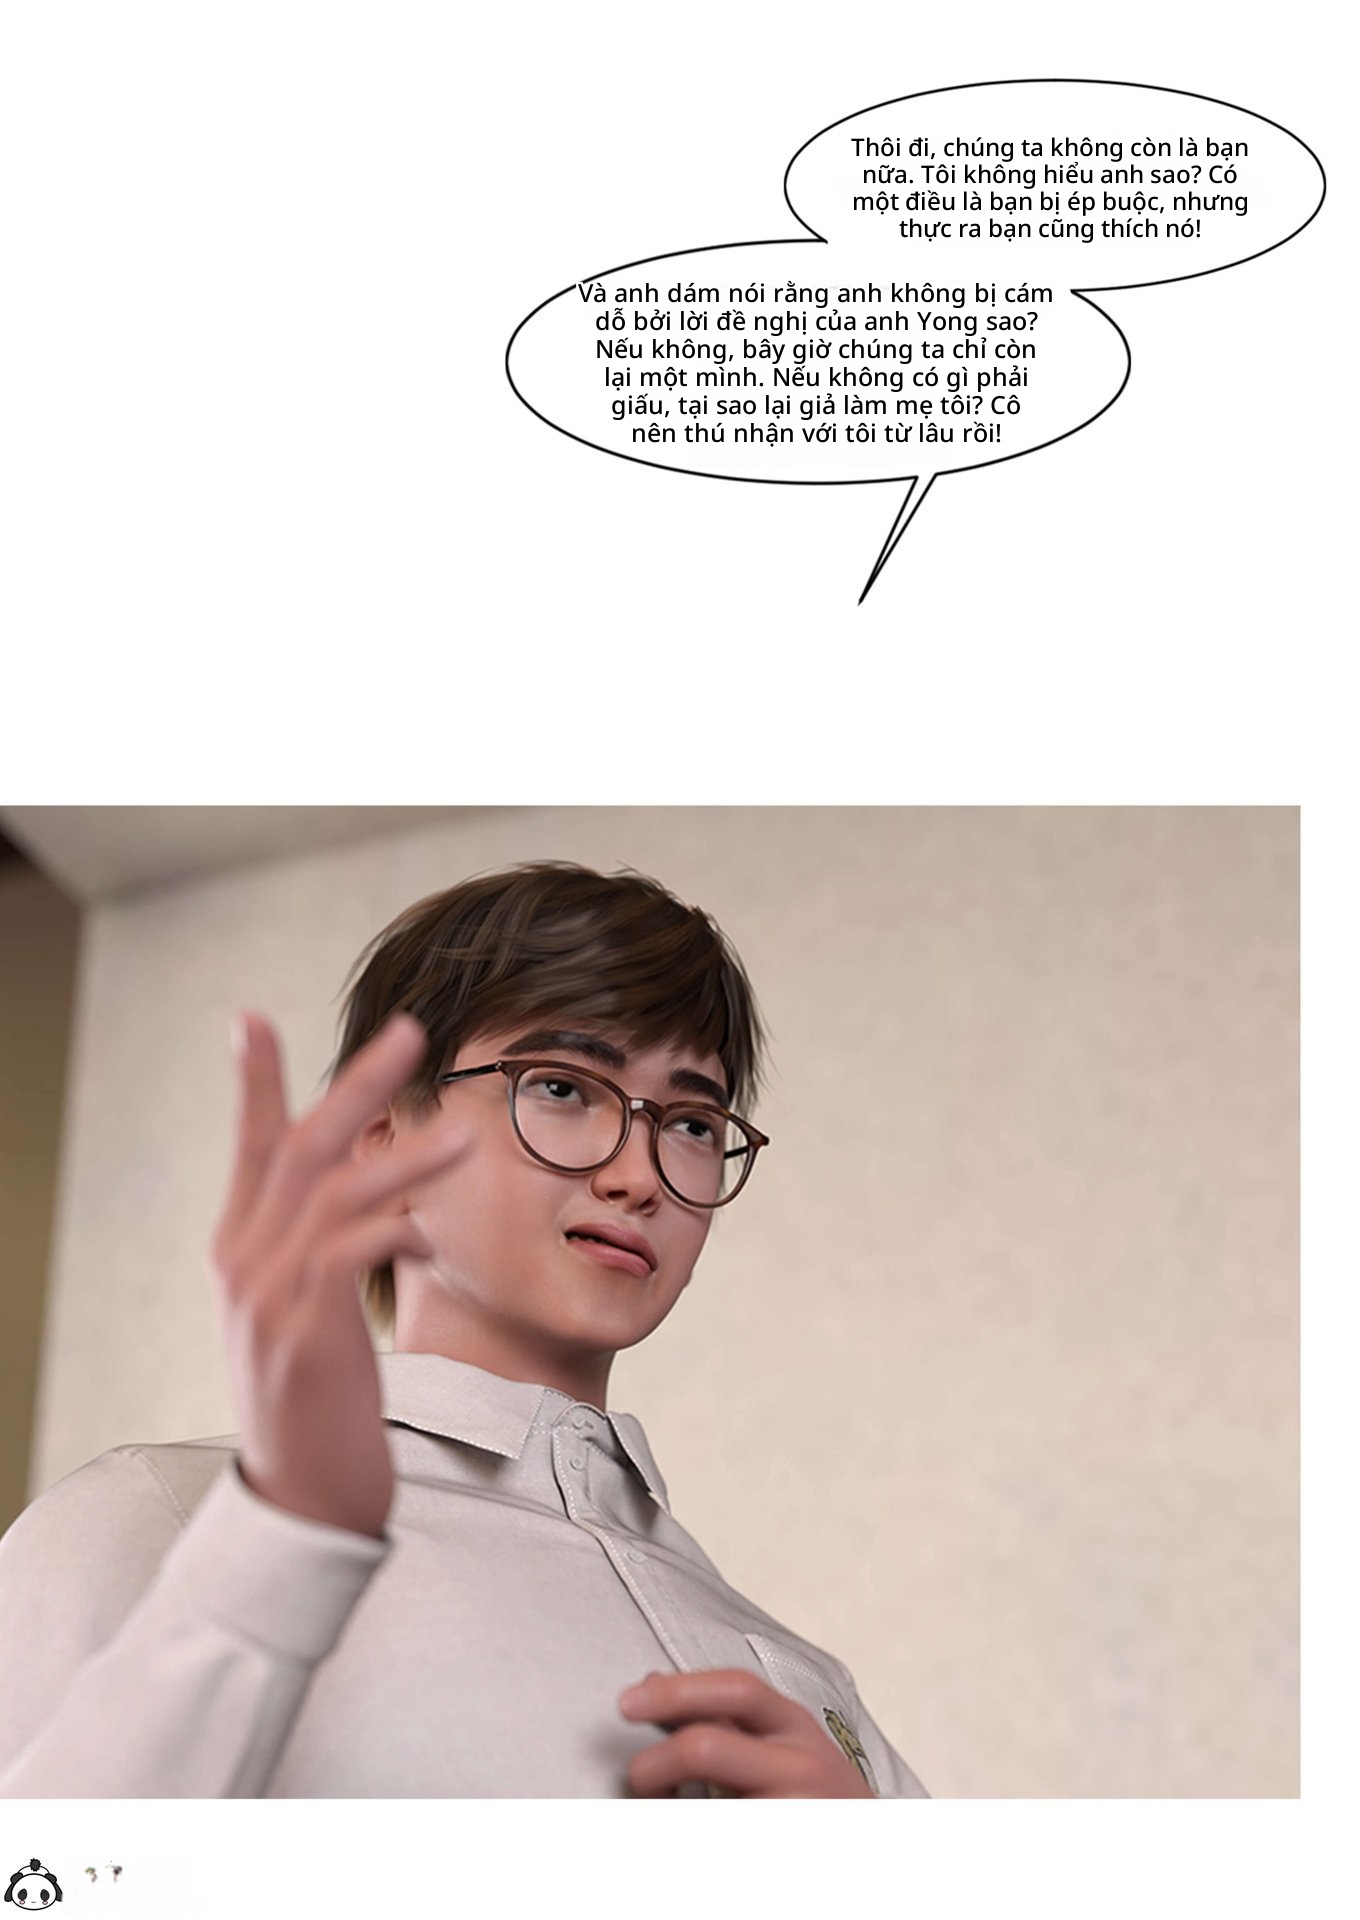 Thôi đi, chúng ta không còn là bạn
nữa. Tôi không hiểu anh sao? Có
một điều là bạn bị ép buộc, nhưng
thực ra bạn cũng thích nó!
Và anh dám nói rằng anh không bị cám
dỗ bởi lời đề nghị của anh Yong sao?
Nếu không, bây giờ chúng ta chỉ còn
lại một mình. Nếu không có gì phải
giấu, tại sao lại giả làm mẹ tôi? Cô
nên thú nhận với tôi từ lâu rồi!